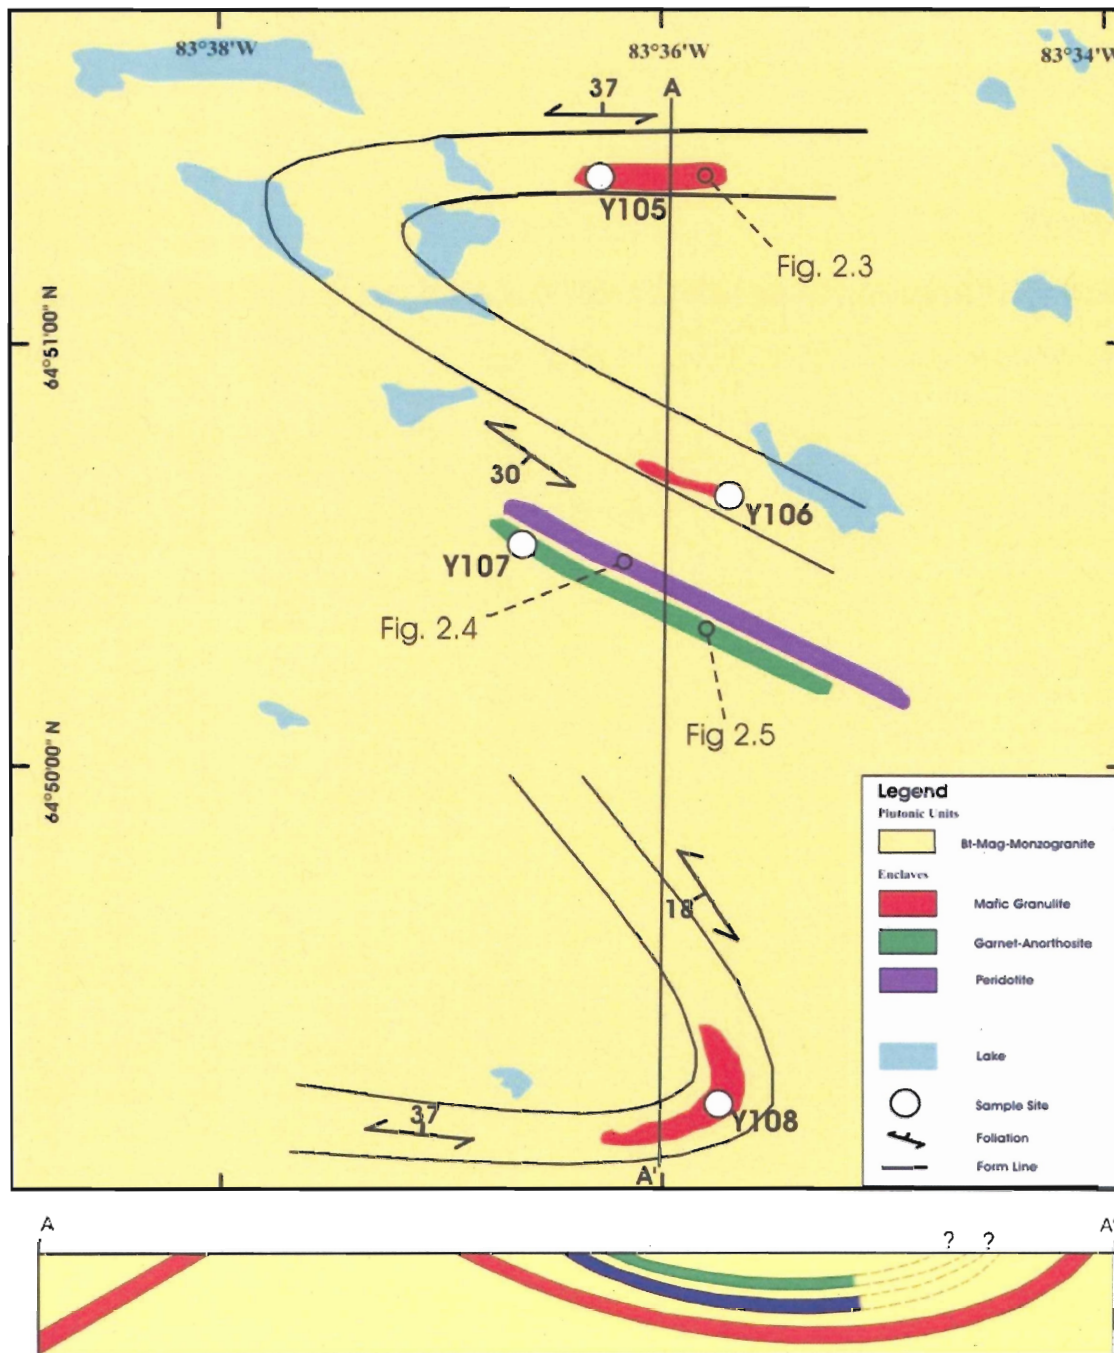 83°38'W
83°36'W
83°34'W
37
A
Y105
Fig. 2.3
64°51'00" N
30
Y106
Y107
Fig. 2.4
Fig 2.5
64°50'00" N
Legend
Plutonic Units
Bt-Mag-Monzogranite
Enclaves
Mafic Granulite
Garnet-Anorthosite
Peridotite
Lake
Sample Site
Foliation
Form Line
18
37
Y108
A'
A
? ?
A'